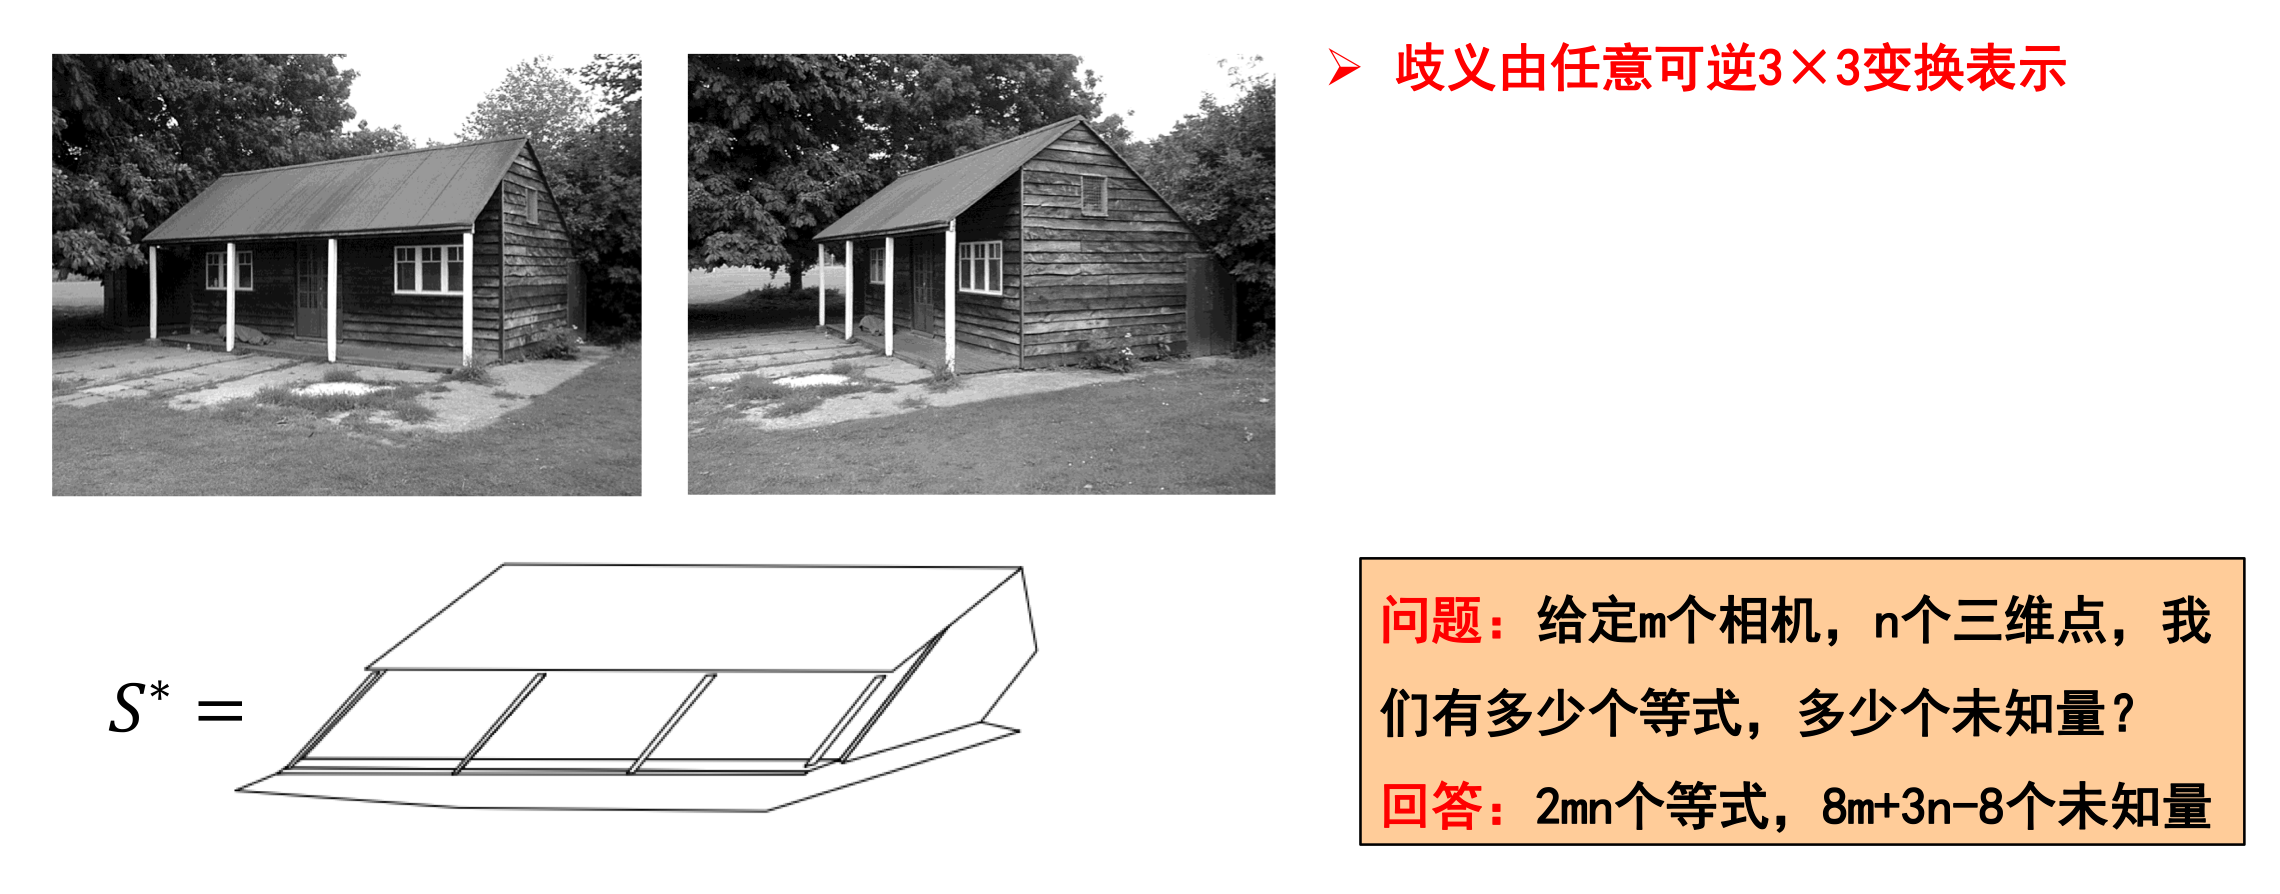 ➢ 歧义由任意可逆3×3变换表示
S* =
问题：给定m个相机，n个三维点，我
们有多少个等式，多少个未知量？
回答：2mn个等式，8m+3n-8个未知量